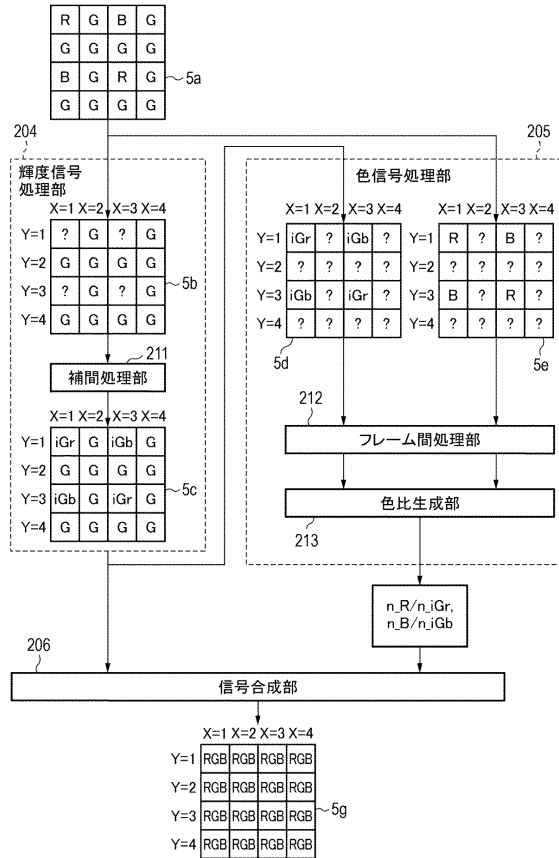 R G B G
G G G G
B G R G
G G G G
5a
204
205
輝度信号
処理部
X=1 X=2 X=3 X=4
Y=1 ? G ? G
Y=2 G G G G
Y=3 ? G ? G
Y=4 G G G G
5b
211
補間処理部
X=1 X=2 X=3 X=4
Y=1 iGr G iGb G
Y=2 G G G G
Y=3 iGb G iGr G
Y=4 G G G G
5c
色信号処理部
X=1 X=2 X=3 X=4
Y=1 iGr ? iGb ?
Y=2 ? ? ? ?
Y=3 iGb ? iGr ?
Y=4 ? ? ? ?
5d
X=1 X=2 X=3 X=4
Y=1 R ? B ?
Y=2 ? ? ? ?
Y=3 B ? R ?
Y=4 ? ? ? ?
5e
212
フレーム間処理部
色比生成部
213
n_R/n_iGr,
n_B/n_iGb
206
信号合成部
X=1 X=2 X=3 X=4
Y=1 RGB RGB RGB RGB
Y=2 RGB RGB RGB RGB
Y=3 RGB RGB RGB RGB
Y=4 RGB RGB RGB RGB
5g